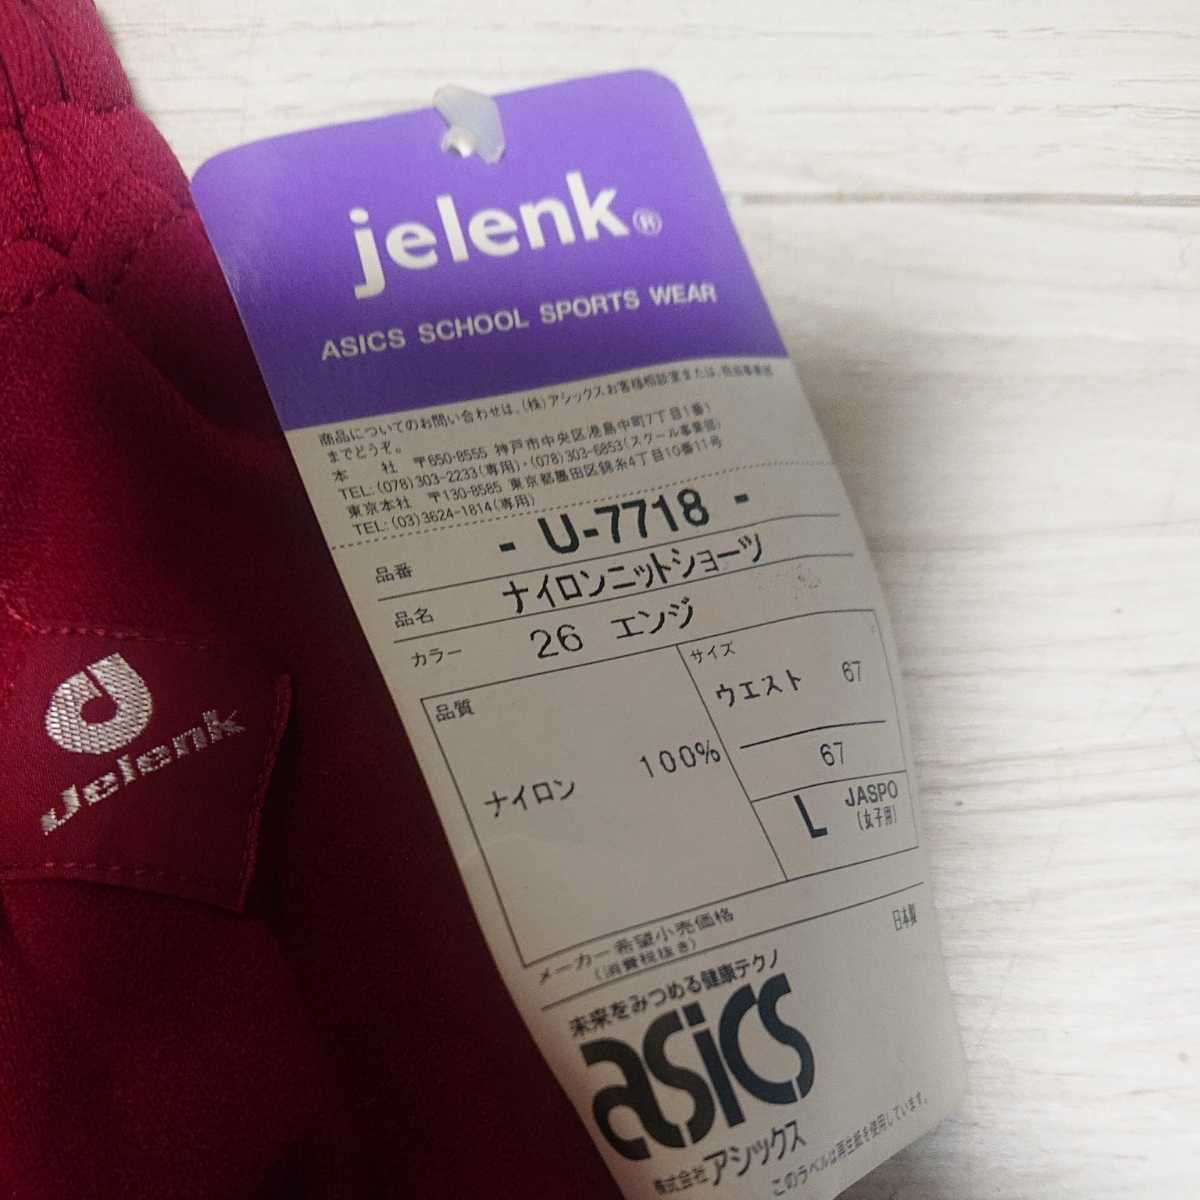 jelenk®
ASICS SCHOOL SPORTS WEAR
商品についてのお問い合わせは、(株)アシックスお客様相談室または、
までどうぞ。
本 社 〒650-8555 神戸市中央区港島中町7丁目1番1
TEL:(078)303-2233(専用)・(078)303-6853(スクール事業部)
東京本社 〒130-8585 東京都墨田区錦糸4丁目10番11号
TEL:(03)3624-1814(専用)
品番 - U-7718 -
品名 ナイロンニットショーツ
カラー 26 エンジ
品質
ナイロン 100%
サイズ
ウエスト 67
67
L JASPO
(女子用)
メーカー希望小売価格
(消費税抜き)
日本製
未来をみつめる健康テクノ
asics
株式会社アシックス
このラベルは再生紙を使用しています。
Jelenk